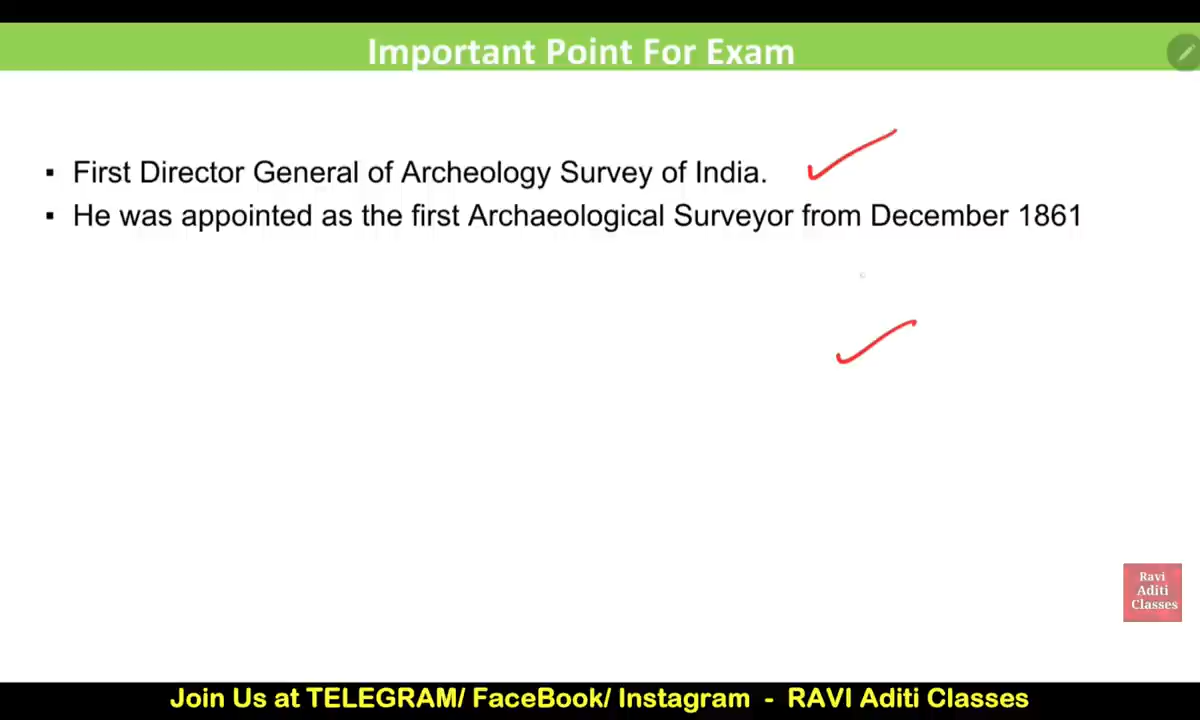 Important Point For Exam
▪ First Director General of Archeology Survey of India.
▪ He was appointed as the first Archaeological Surveyor from December 1861
Ravi
Aditi
Classes
Join Us at TELEGRAM/ FaceBook/ Instagram - RAVI Aditi Classes